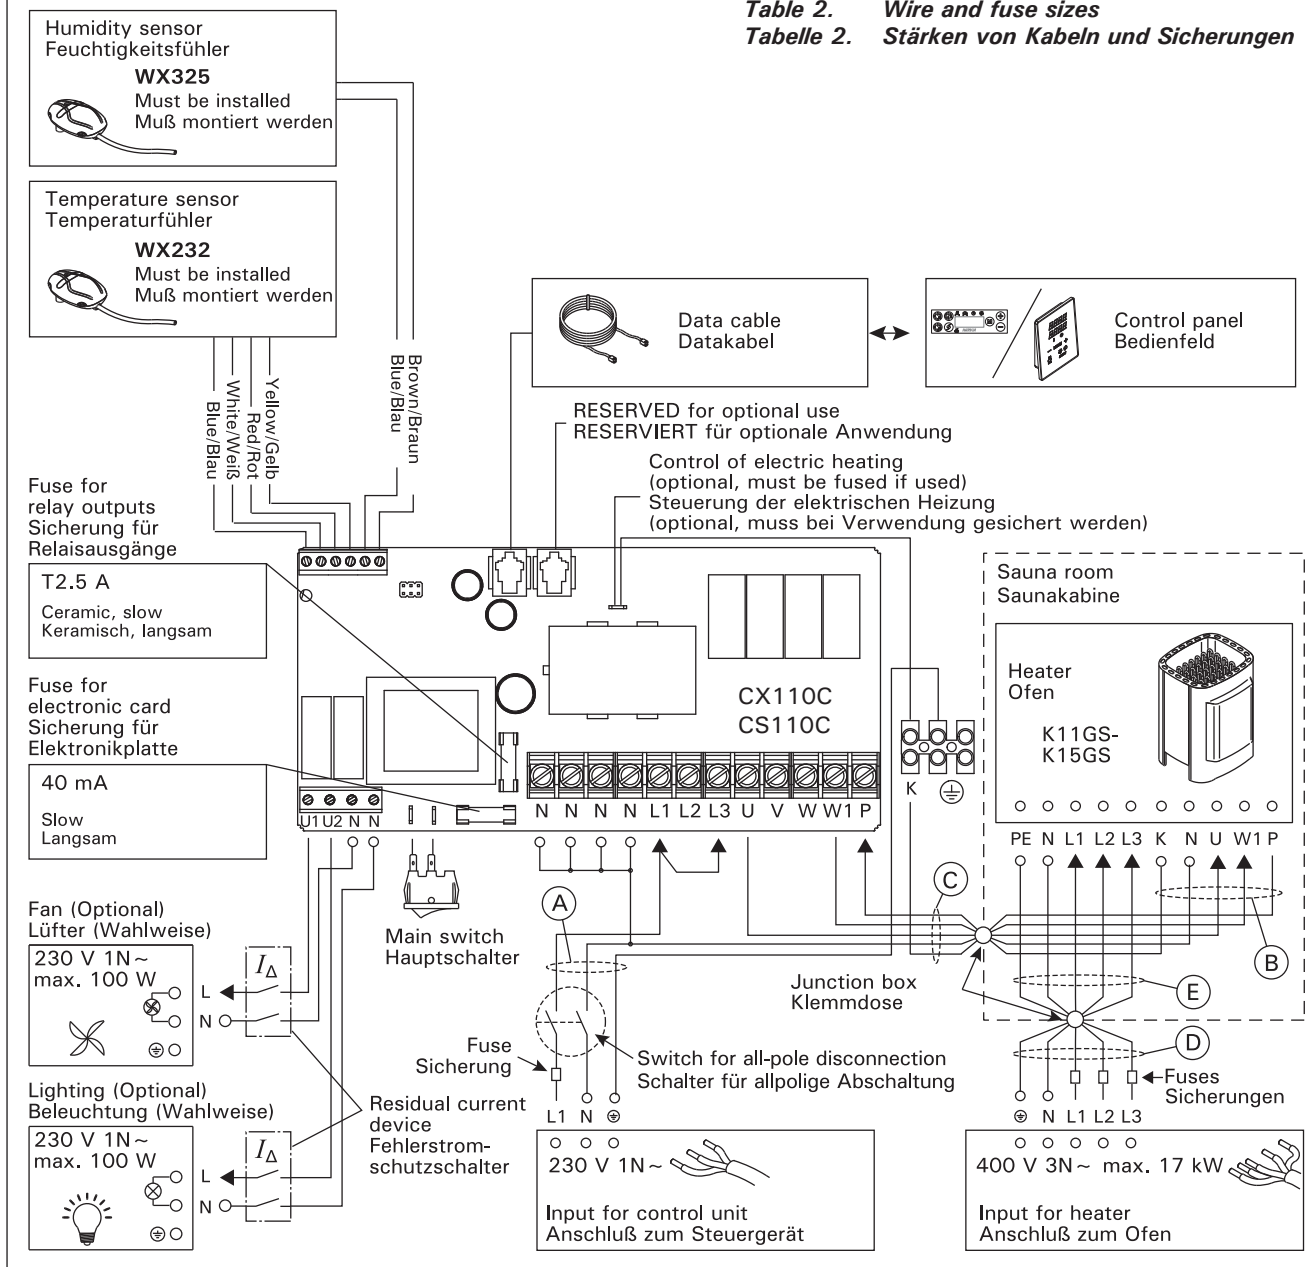 Table 2. Wire and fuse sizes
Tabelle 2. Stärken von Kabeln und Sicherungen
Humidity sensor
Feuchtigkeitsfühler
WX325
Must be installed
Muß montiert werden
Temperature sensor
Temperaturfühler
WX232
Must be installed
Muß montiert werden
Data cable
Datakabel
Control panel
Bedienfeld
Brown/Braun
Blue/Blau
Yellow/Gelb
Red/Rot
White/Weiß
Blue/Blau
RESERVED for optional use
RESERVIERT für optionale Anwendung
Control of electric heating
(optional, must be fused if used)
Steuerung der elektrischen Heizung
(optional, muss bei Verwendung gesichert werden)
Fuse for
relay outputs
Sicherung für
Relaisausgänge
T2.5 A
Ceramic, slow
Keramisch, langsam
Fuse for
electronic card
Sicherung für
Elektronikplatte
40 mA
Slow
Langsam
CX110C
CS110C
Sauna room
Saunakabine
Heater
Ofen
K11GS-
K15GS
K
U1 U2 N N
N N N N L1 L2 L3 U V W W1 P
PE N L1 L2 L3 K N U W1 P
A
C
B
E
D
Main switch
Hauptschalter
Junction box
Klemmdose
Fan (Optional)
Lüfter (Wahlweise)
230 V 1N~
max. 100 W
L
N
I∆
Fuse
Sicherung
Switch for all-pole disconnection
Schalter für allpolige Abschaltung
Fuses
Sicherungen
Lighting (Optional)
Beleuchtung (Wahlweise)
230 V 1N~
max. 100 W
L
N
I∆
Residual current
device
Fehlerstrom-
schutzschalter
L1 N
230 V 1N~
Input for control unit
Anschluß zum Steuergerät
N L1 L2 L3
400 V 3N~ max. 17 kW
Input for heater
Anschluß zum Ofen